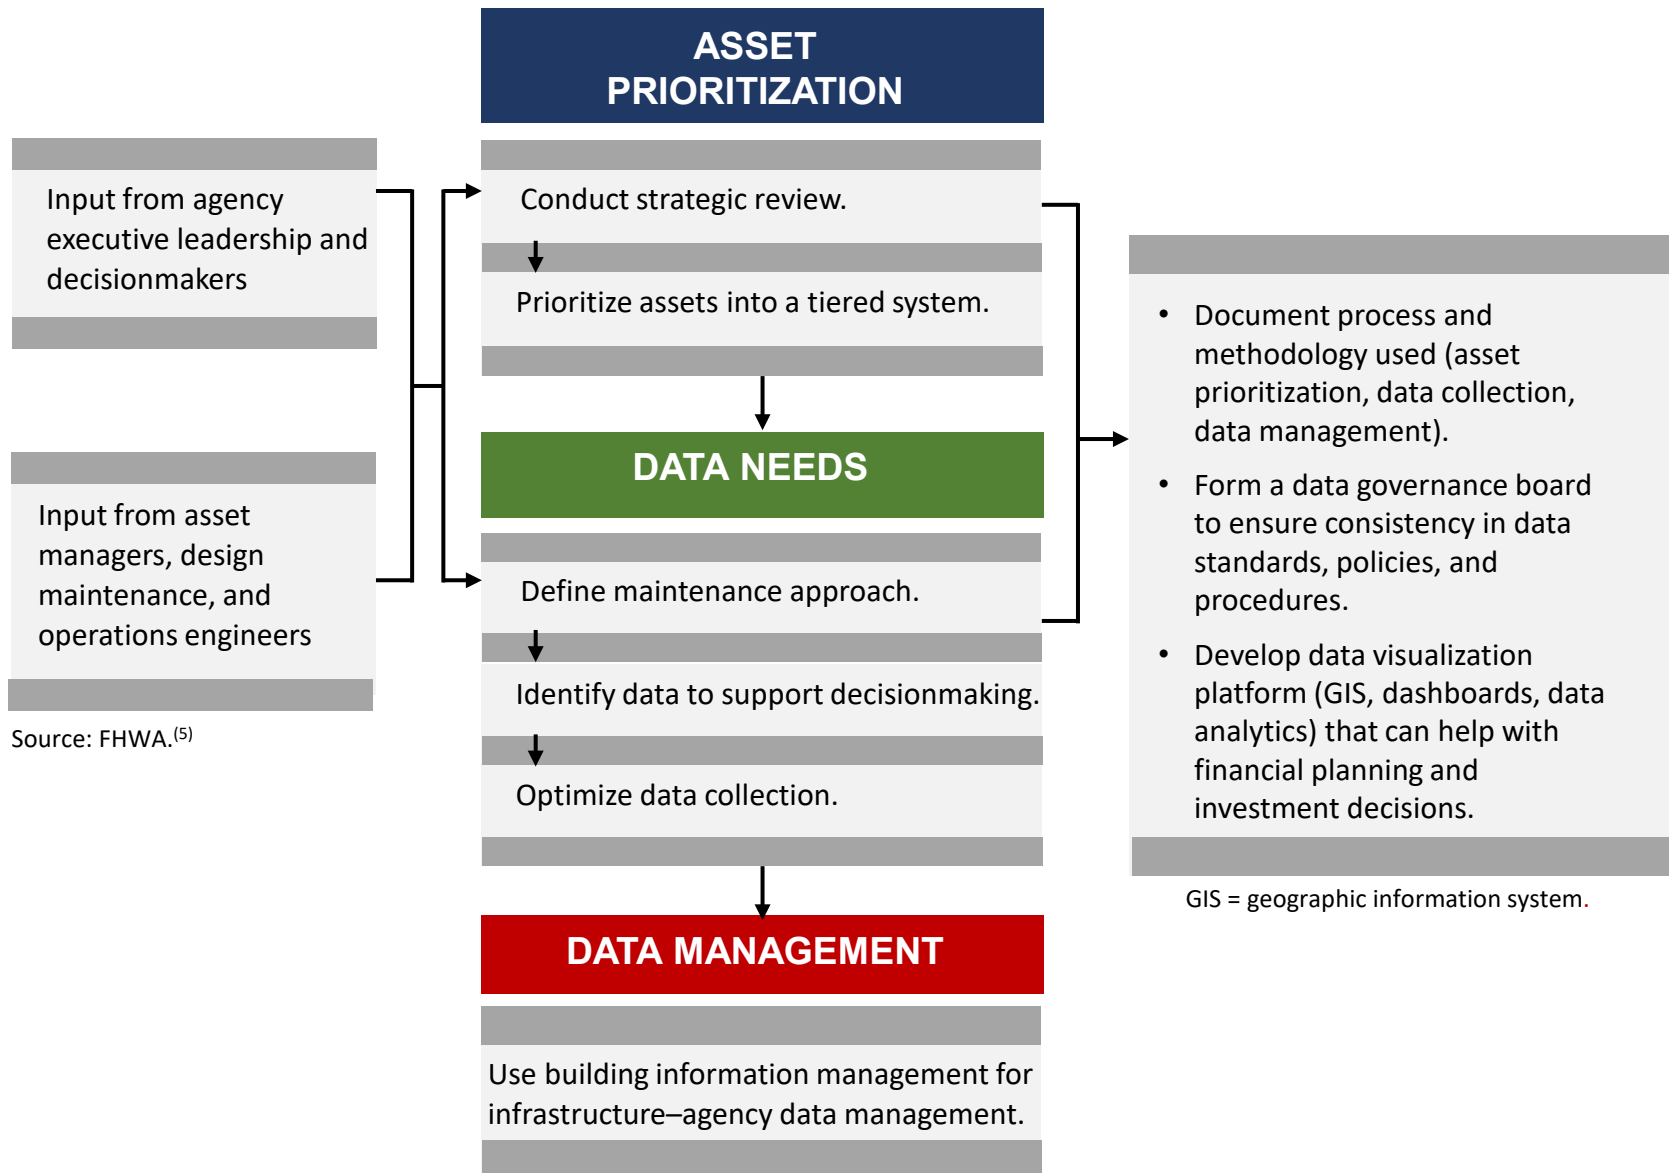 ASSET
PRIORITIZATION
Input from agency
executive leadership and
decisionmakers
Input from asset
managers, design
maintenance, and
operations engineers
Source: FHWA.(5)
Conduct strategic review.
Prioritize assets into a tiered system.
DATA NEEDS
Define maintenance approach.
Identify data to support decisionmaking.
Optimize data collection.
DATA MANAGEMENT
Use building information management for
infrastructure–agency data management.
• Document process and
methodology used (asset
prioritization, data collection,
data management).
• Form a data governance board
to ensure consistency in data
standards, policies, and
procedures.
• Develop data visualization
platform (GIS, dashboards, data
analytics) that can help with
financial planning and
investment decisions.
GIS = geographic information system.